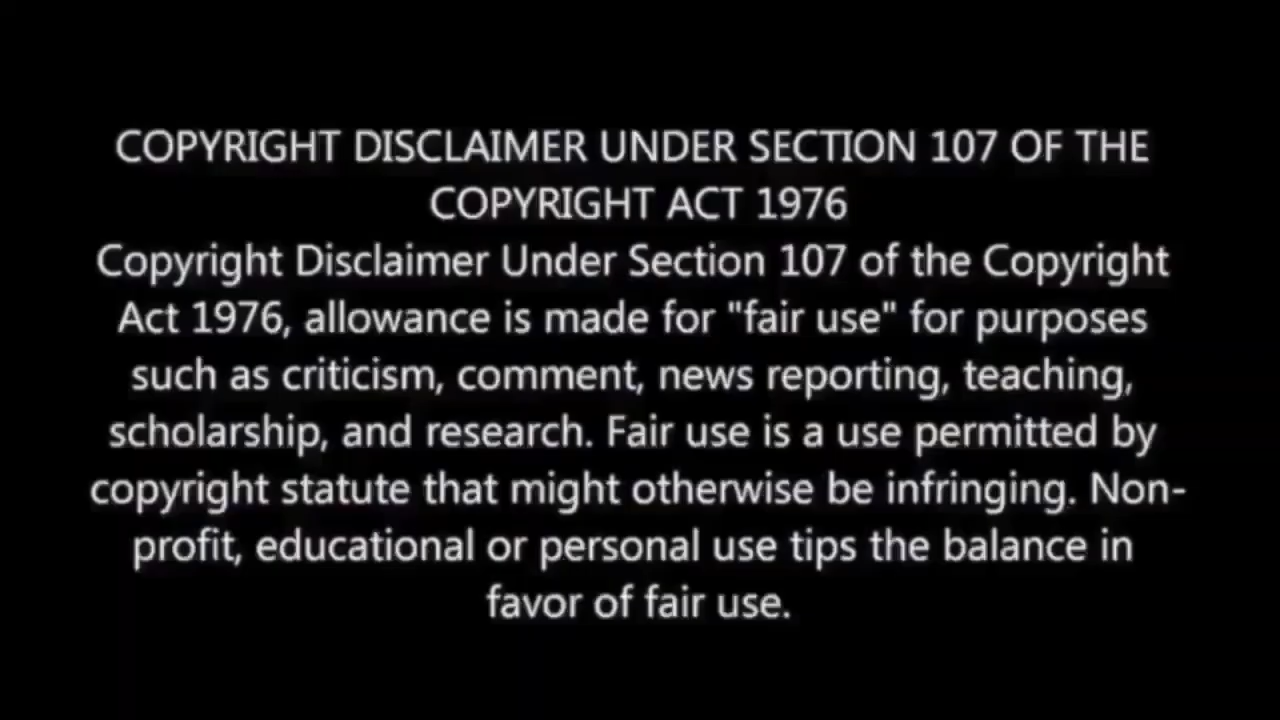 COPYRIGHT DISCLAIMER UNDER SECTION 107 OF THE
COPYRIGHT ACT 1976
Copyright Disclaimer Under Section 107 of the Copyright
Act 1976, allowance is made for "fair use" for purposes
such as criticism, comment, news reporting, teaching,
scholarship, and research. Fair use is a use permitted by
copyright statute that might otherwise be infringing. Non-
profit, educational or personal use tips the balance in
favor of fair use.